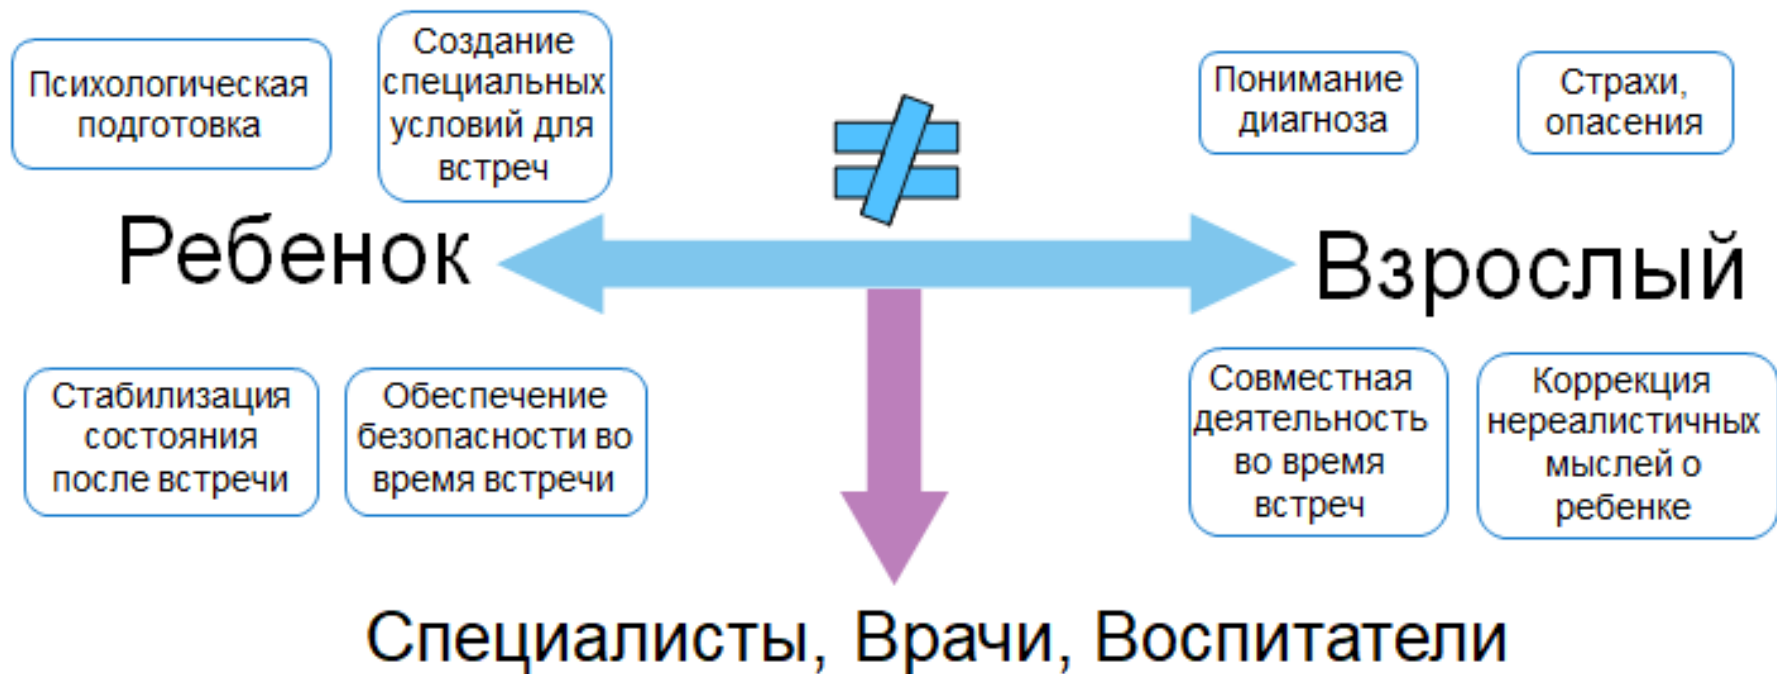 Психологическая
подготовка
Создание
специальных
условий для
встреч
Понимание
диагноза
Страхи,
опасения
Ребенок
Взрослый
Стабилизация
состояния
после встречи
Обеспечение
безопасности во
время встречи
Совместная
деятельность
во время
встреч
Коррекция
нереалистичных
мыслей о
ребенке
Специалисты, Врачи, Воспитатели